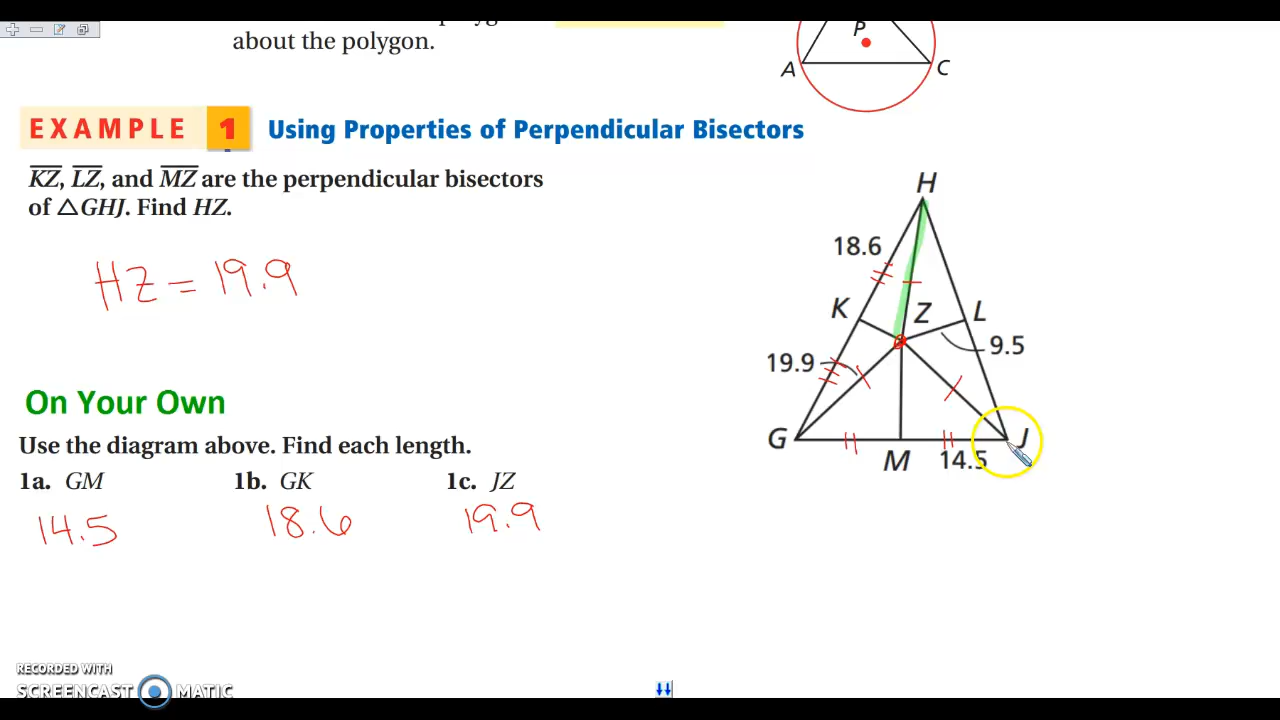 about the polygon.
P
A
C
EXAMPLE 1 Using Properties of Perpendicular Bisectors
KZ, LZ, and MZ are the perpendicular bisectors
of △GHJ. Find HZ.
HZ = 19.9
H
18.6
K
Z
L
9.5
19.9
G
M
14.5
J
On Your Own
Use the diagram above. Find each length.
1a. GM
1b. GK
1c. JZ
14.5
18.6
19.9
RECORDED WITH
SCREENCAST MATIC